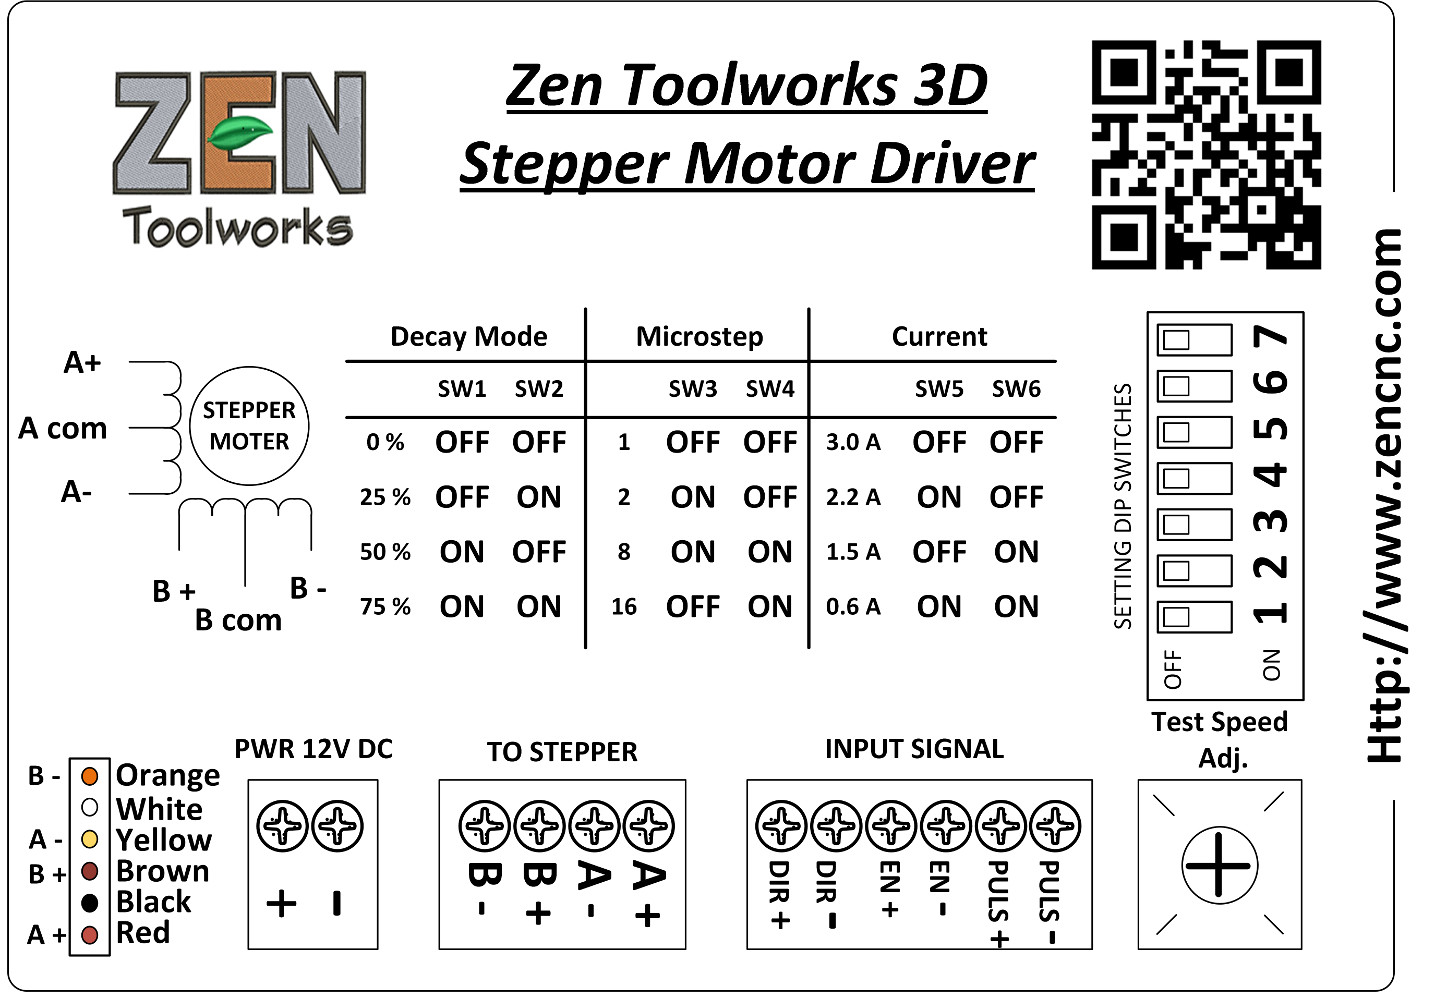 ZEN
Toolworks
Zen Toolworks 3D
Stepper Motor Driver
Http://www.zencnc.com
A+
A com
A-
STEPPER
MOTER
B +
B com
B -
Decay Mode Microstep Current
SW1 SW2 SW3 SW4 SW5 SW6
0 % OFF OFF 1 OFF OFF 3.0 A OFF OFF
25 % OFF ON 2 ON OFF 2.2 A ON OFF
50 % ON OFF 8 ON ON 1.5 A OFF ON
75 % ON ON 16 OFF ON 0.6 A ON ON
SETTING DIP SWITCHES
7
6
5
4
3
2
1
OFF ON
B - Orange
White
A - Yellow
B + Brown
Black
A + Red
PWR 12V DC
+ -
TO STEPPER
B - B + A - A +
INPUT SIGNAL
DIR + DIR - EN + EN - PULS + PULS -
Test Speed
Adj.